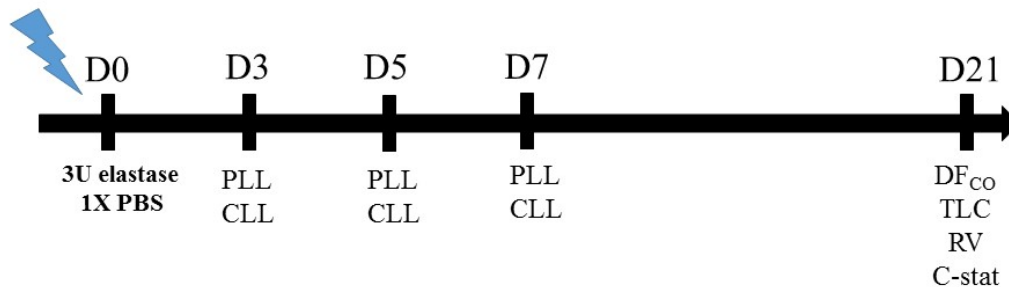 D0 D3 D5 D7 D21
3U elastase PLL PLL PLL DFCO
1X PBS CLL CLL CLL TLC
RV
C-stat